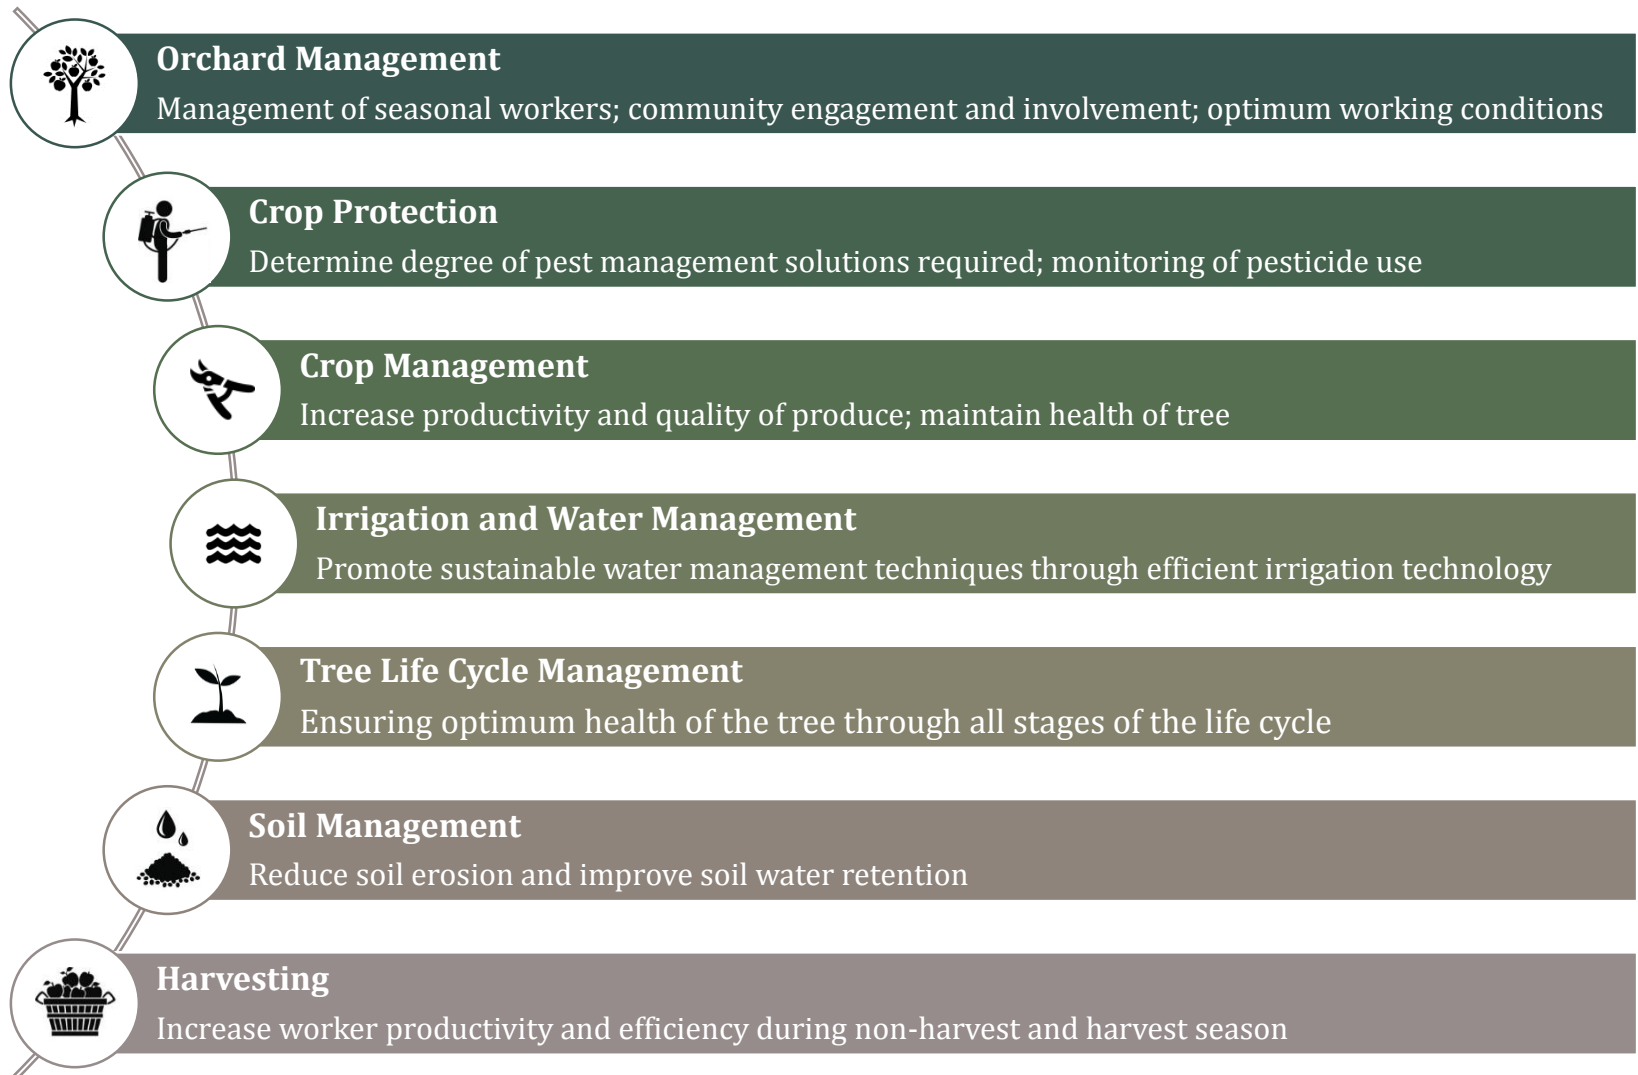 Orchard Management
Management of seasonal workers; community engagement and involvement; optimum working conditions
Crop Protection
Determine degree of pest management solutions required; monitoring of pesticide use
Crop Management
Increase productivity and quality of produce; maintain health of tree
Irrigation and Water Management
Promote sustainable water management techniques through efficient irrigation technology
Tree Life Cycle Management
Ensuring optimum health of the tree through all stages of the life cycle
Soil Management
Reduce soil erosion and improve soil water retention
Harvesting
Increase worker productivity and efficiency during non-harvest and harvest season